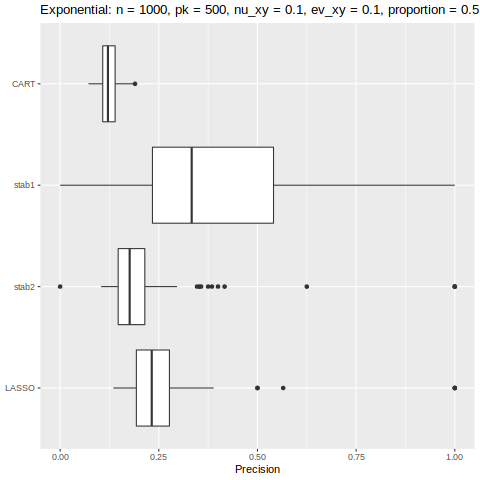 Exponential: n = 1000, pk = 500, nu_xy = 0.1, ev_xy = 0.1, proportion = 0.5
CART
stab1
stab2
LASSO
0.00 0.25 0.50 0.75 1.00
Precision